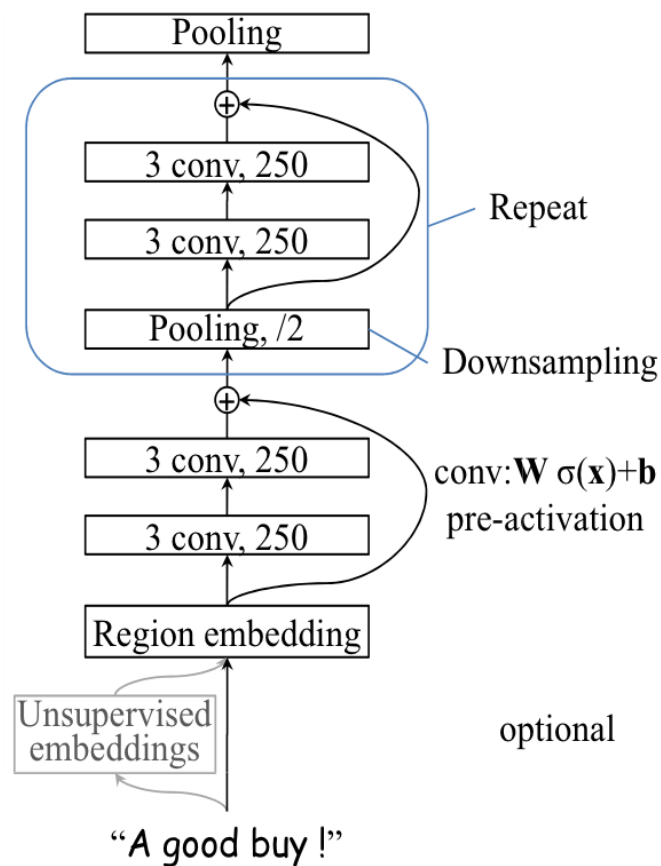 Pooling
3 conv, 250
3 conv, 250
Repeat
Pooling, /2
Downsampling
3 conv, 250
conv:W σ(x)+b
pre-activation
3 conv, 250
Region embedding
Unsupervised
embeddings
optional
“A good buy !”